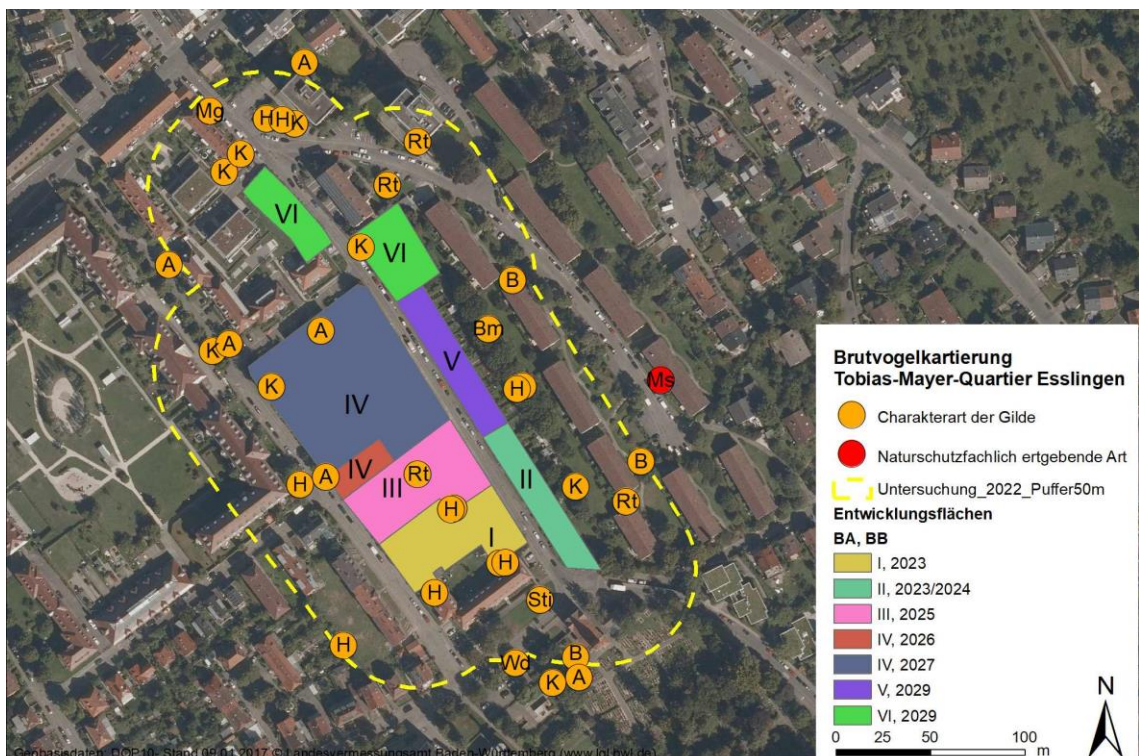 A
Mg
H H K
Rt
K
K
Rt
VI
K
VI
A
B
Bm
A
K A
V
Ms
K
H
IV
B
IV
Rt
H A
III
II
K
Rt
H
I
H
H
Sti
H
Wd
B
K A
Brutvogelkartierung
Tobias-Mayer-Quartier Esslingen
Charakterart der Gilde
Naturschutzfachlich ertgebende Art
Untersuchung_2022_Puffer50m
Entwicklungsflächen
BA, BB
I, 2023
II, 2023/2024
III, 2025
IV, 2026
IV, 2027
V, 2029
VI, 2029
N
0 25 50 100
m
Geobasisdaten: DOP10- Stand 09.01.2017 © Landesvermessungsamt Baden-Württemberg (www.lgl.bwl.de)